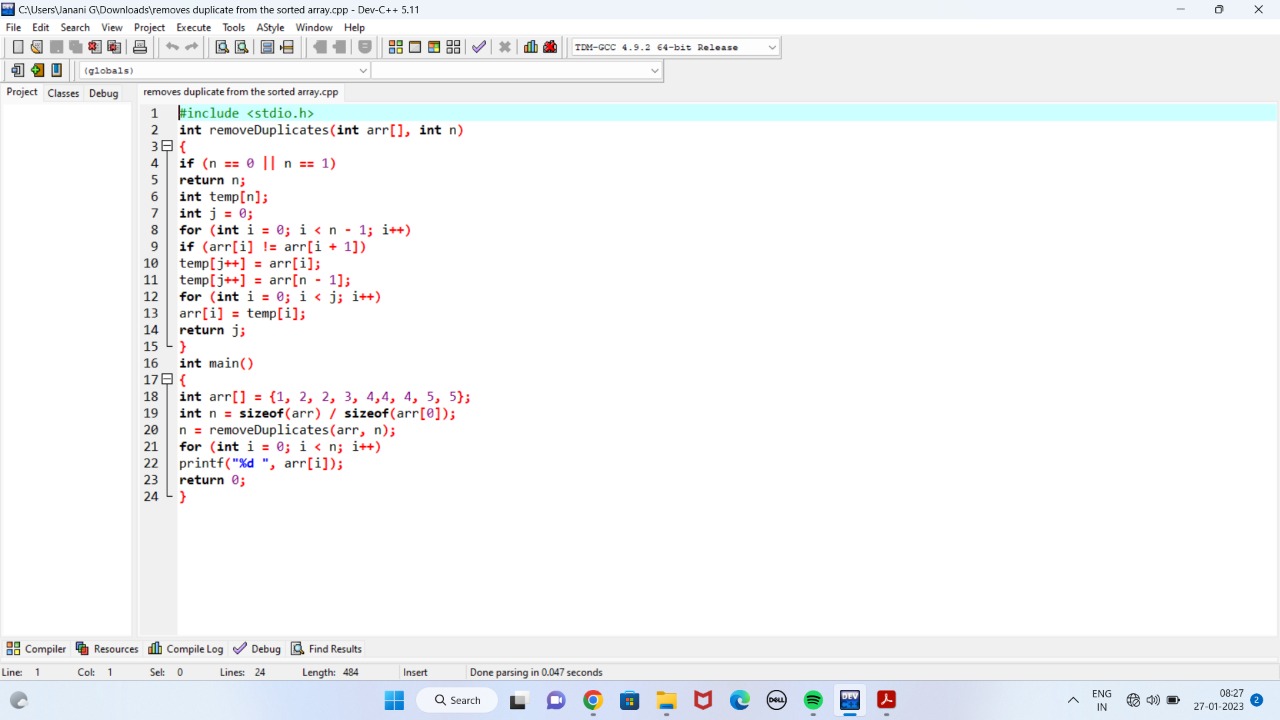 C:\Users\Janani G\Downloads\removes duplicate from the sorted array.cpp - Dev-C++ 5.11
File Edit Search View Project Execute Tools AStyle Window Help
TDM-GCC 4.9.2 64-bit Release
(globals)
Project Classes Debug removes duplicate from the sorted array.cpp
1 #include <stdio.h>
2 int removeDuplicates(int arr[], int n)
3 {
4 if (n == 0 || n == 1)
5 return n;
6 int temp[n];
7 int j = 0;
8 for (int i = 0; i < n - 1; i++)
9 if (arr[i] != arr[i + 1])
10 temp[j++] = arr[i];
11 temp[j++] = arr[n - 1];
12 for (int i = 0; i < j; i++)
13 arr[i] = temp[i];
14 return j;
15 }
16 int main()
17 {
18 int arr[] = {1, 2, 2, 3, 4,4, 4, 5, 5};
19 int n = sizeof(arr) / sizeof(arr[0]);
20 n = removeDuplicates(arr, n);
21 for (int i = 0; i < n; i++)
22 printf("%d ", arr[i]);
23 return 0;
24 }
Compiler Resources Compile Log Debug Find Results
Line: 1 Col: 1 Sel: 0 Lines: 24 Length: 484 Insert Done parsing in 0.047 seconds
Search DELL DEV ENG IN 08:27 27-01-2023 2